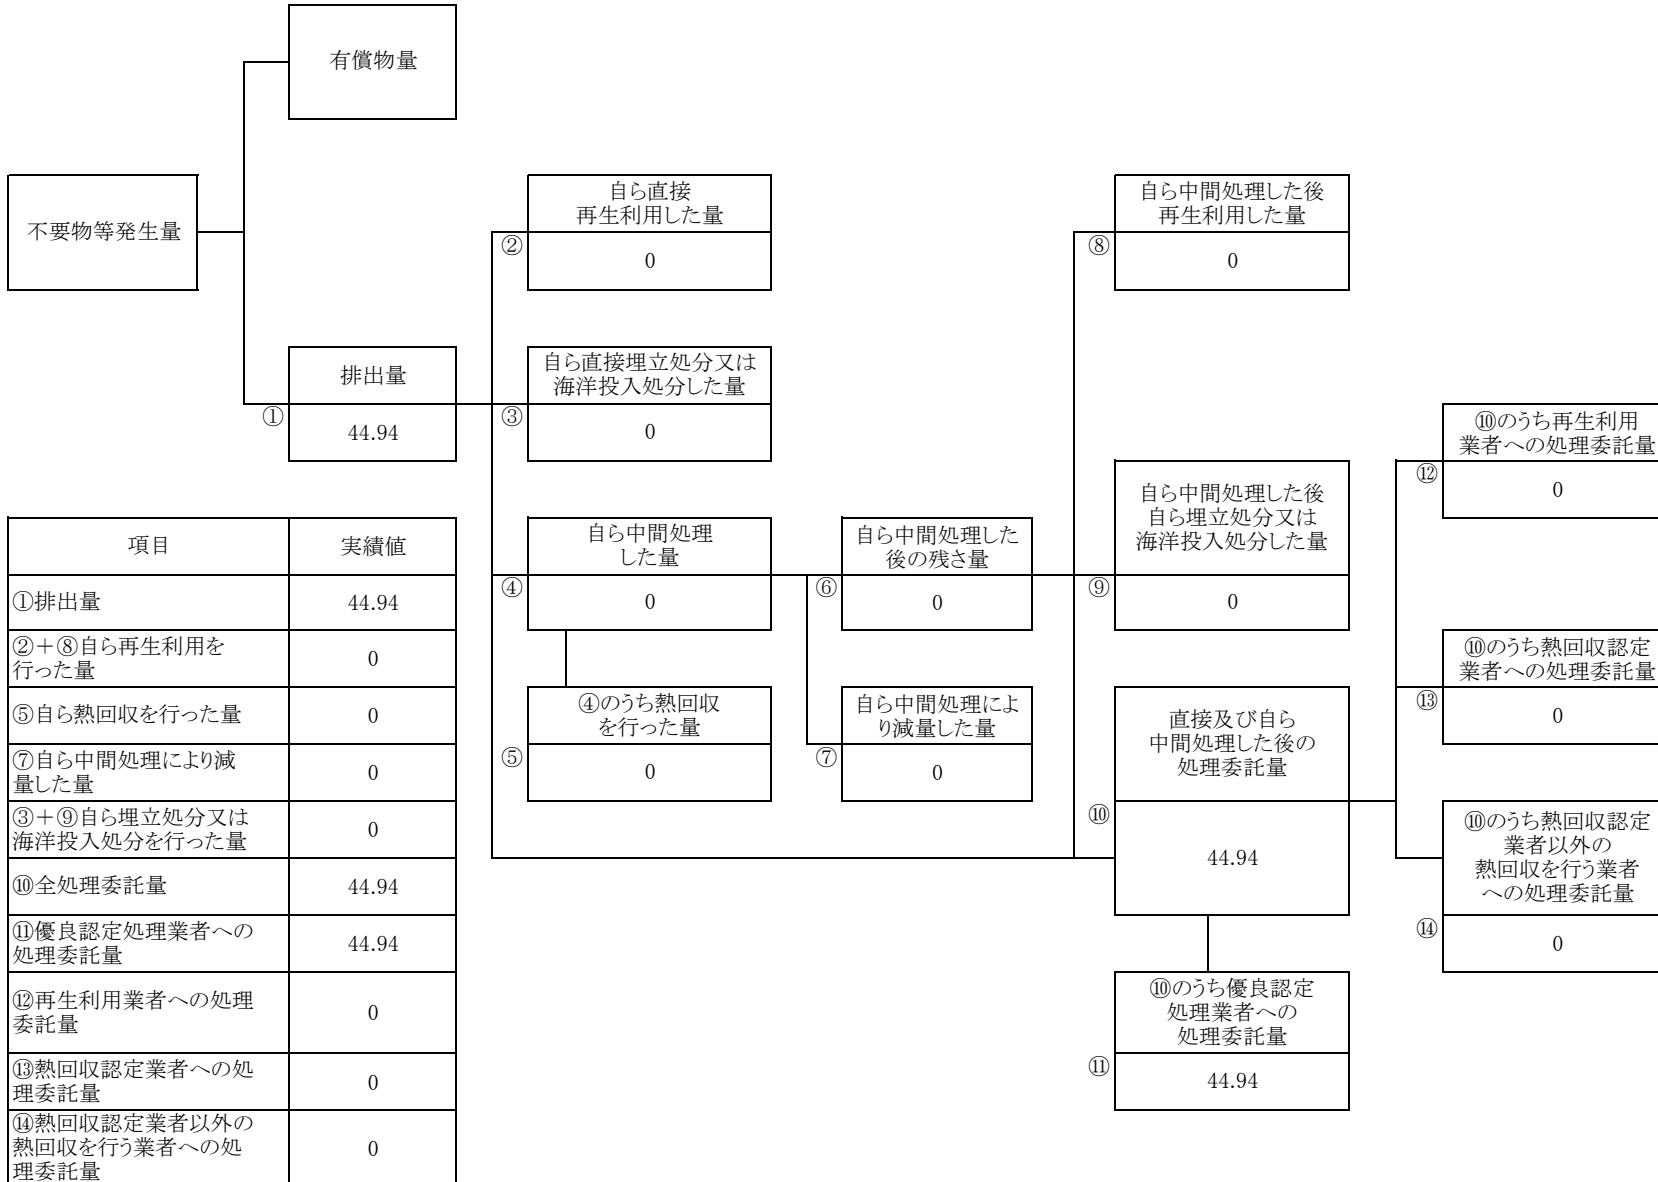 有償物量
不要物等発生量
排出量
①
44.94
自ら直接
再生利用した量
②
0
自ら直接埋立処分又は
海洋投入処分した量
③
0
自ら中間処理
した量
④
0
④のうち熱回収
を行った量
⑤
0
自ら中間処理した
後の残さ量
⑥
0
自ら中間処理によ
り減量した量
⑦
0
自ら中間処理した後
再生利用した量
⑧
0
自ら中間処理した後
自ら埋立処分又は
海洋投入処分した量
⑨
0
直接及び自ら
中間処理した後の
処理委託量
⑩
44.94
⑩のうち優良認定
処理業者への
処理委託量
⑪
44.94
⑩のうち再生利用
業者への処理委託量
⑫
0
⑩のうち熱回収認定
業者への処理委託量
⑬
0
⑩のうち熱回収認定
業者以外の
熱回収を行う業者
への処理委託量
⑭
0
項目 実績値
①排出量 44.94
②+⑧自ら再生利用を
行った量 0
⑤自ら熱回収を行った量 0
⑦自ら中間処理により減
量した量 0
③+⑨自ら埋立処分又は
海洋投入処分を行った量 0
⑩全処理委託量 44.94
⑪優良認定処理業者への
処理委託量 44.94
⑫再生利用業者への処理
委託量 0
⑬熱回収認定業者への処
理委託量 0
⑭熱回収認定業者以外の
熱回収を行う業者への処
理委託量 0